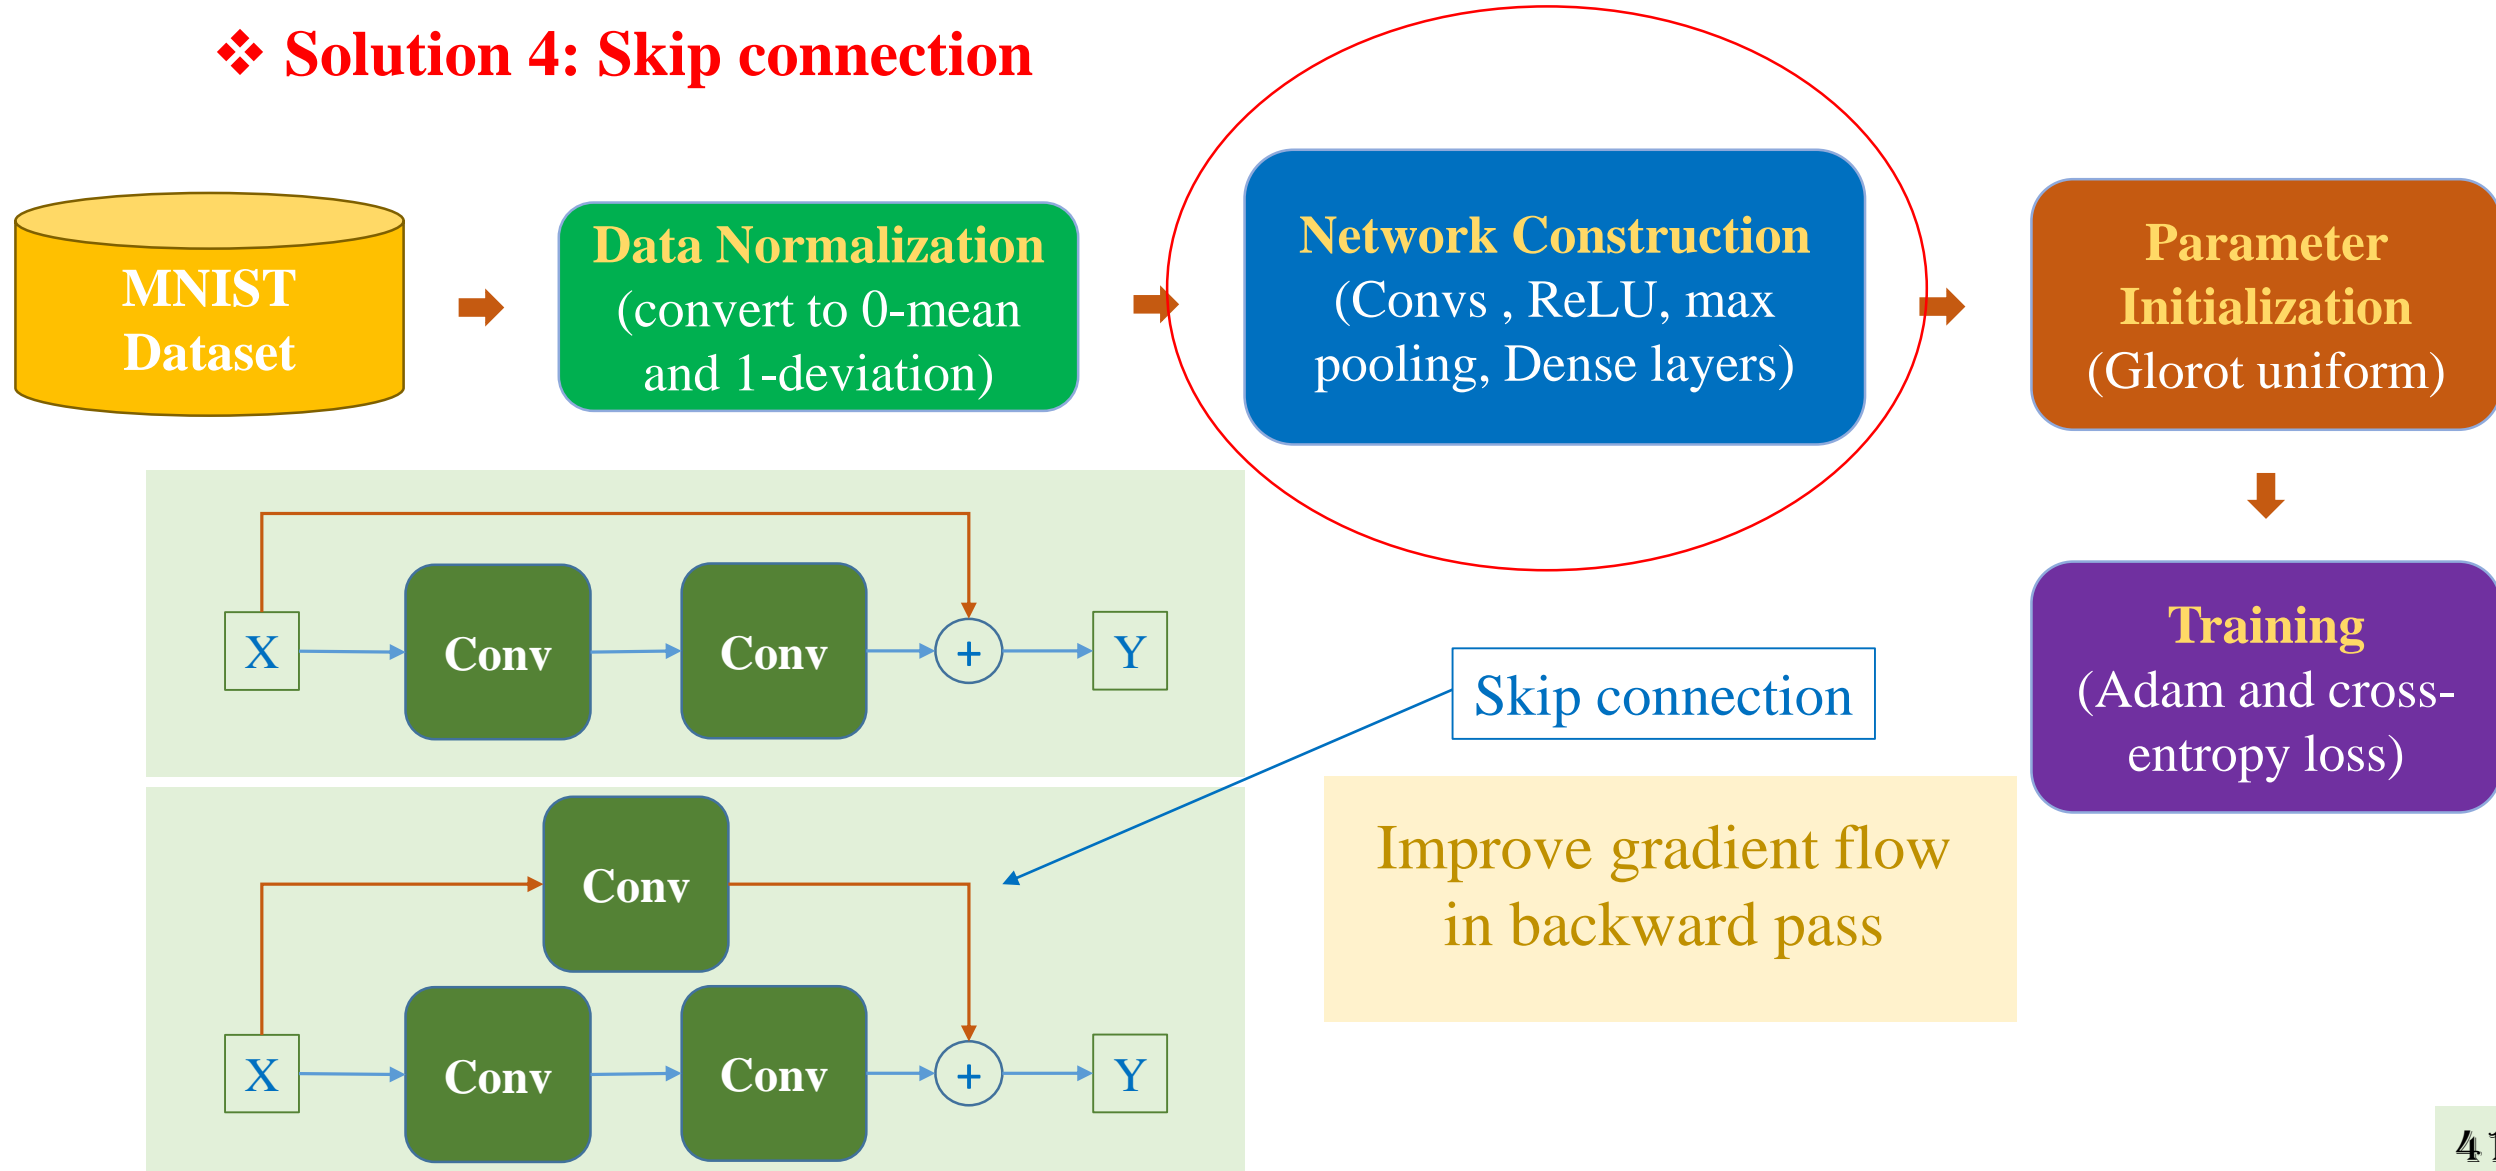 ❖ Solution 4: Skip connection
MNIST
Dataset
Data Normalization
(convert to 0-mean
and 1-deviation)
Network Construction
(Convs, ReLU, max
pooling, Dense layers)
Parameter
Initialization
(Glorot uniform)
Training
(Adam and cross-
entropy loss)
X
Conv
Conv
+
Y
Skip connection
Improve gradient flow
in backward pass
Conv
X
Conv
Conv
+
Y
41